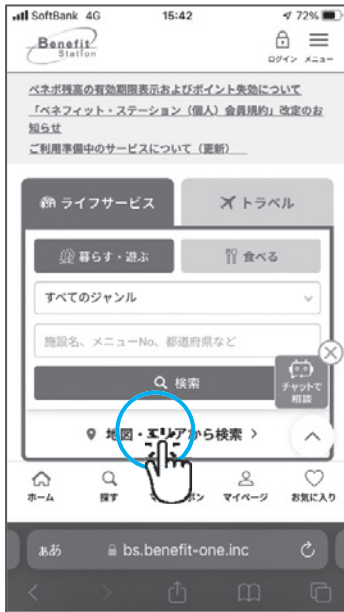 SoftBank 4G 15:42 72%
Benefit
Station
ログイン メニュー
ベネポ残高の有効期限表示およびポイント失効について
「ベネフィット・ステーション(個人)会員規約」改定のお
知らせ
ご利用準備中のサービスについて(更新)
ライフサービス トラベル
暮らす・遊ぶ 食べる
すべてのジャンル
施設名、メニューNo、都道府県など
検索
チャットで
相談
地図・エリアから検索
ホーム 探す マイページ お気に入り
ああ bs.benefit-one.inc